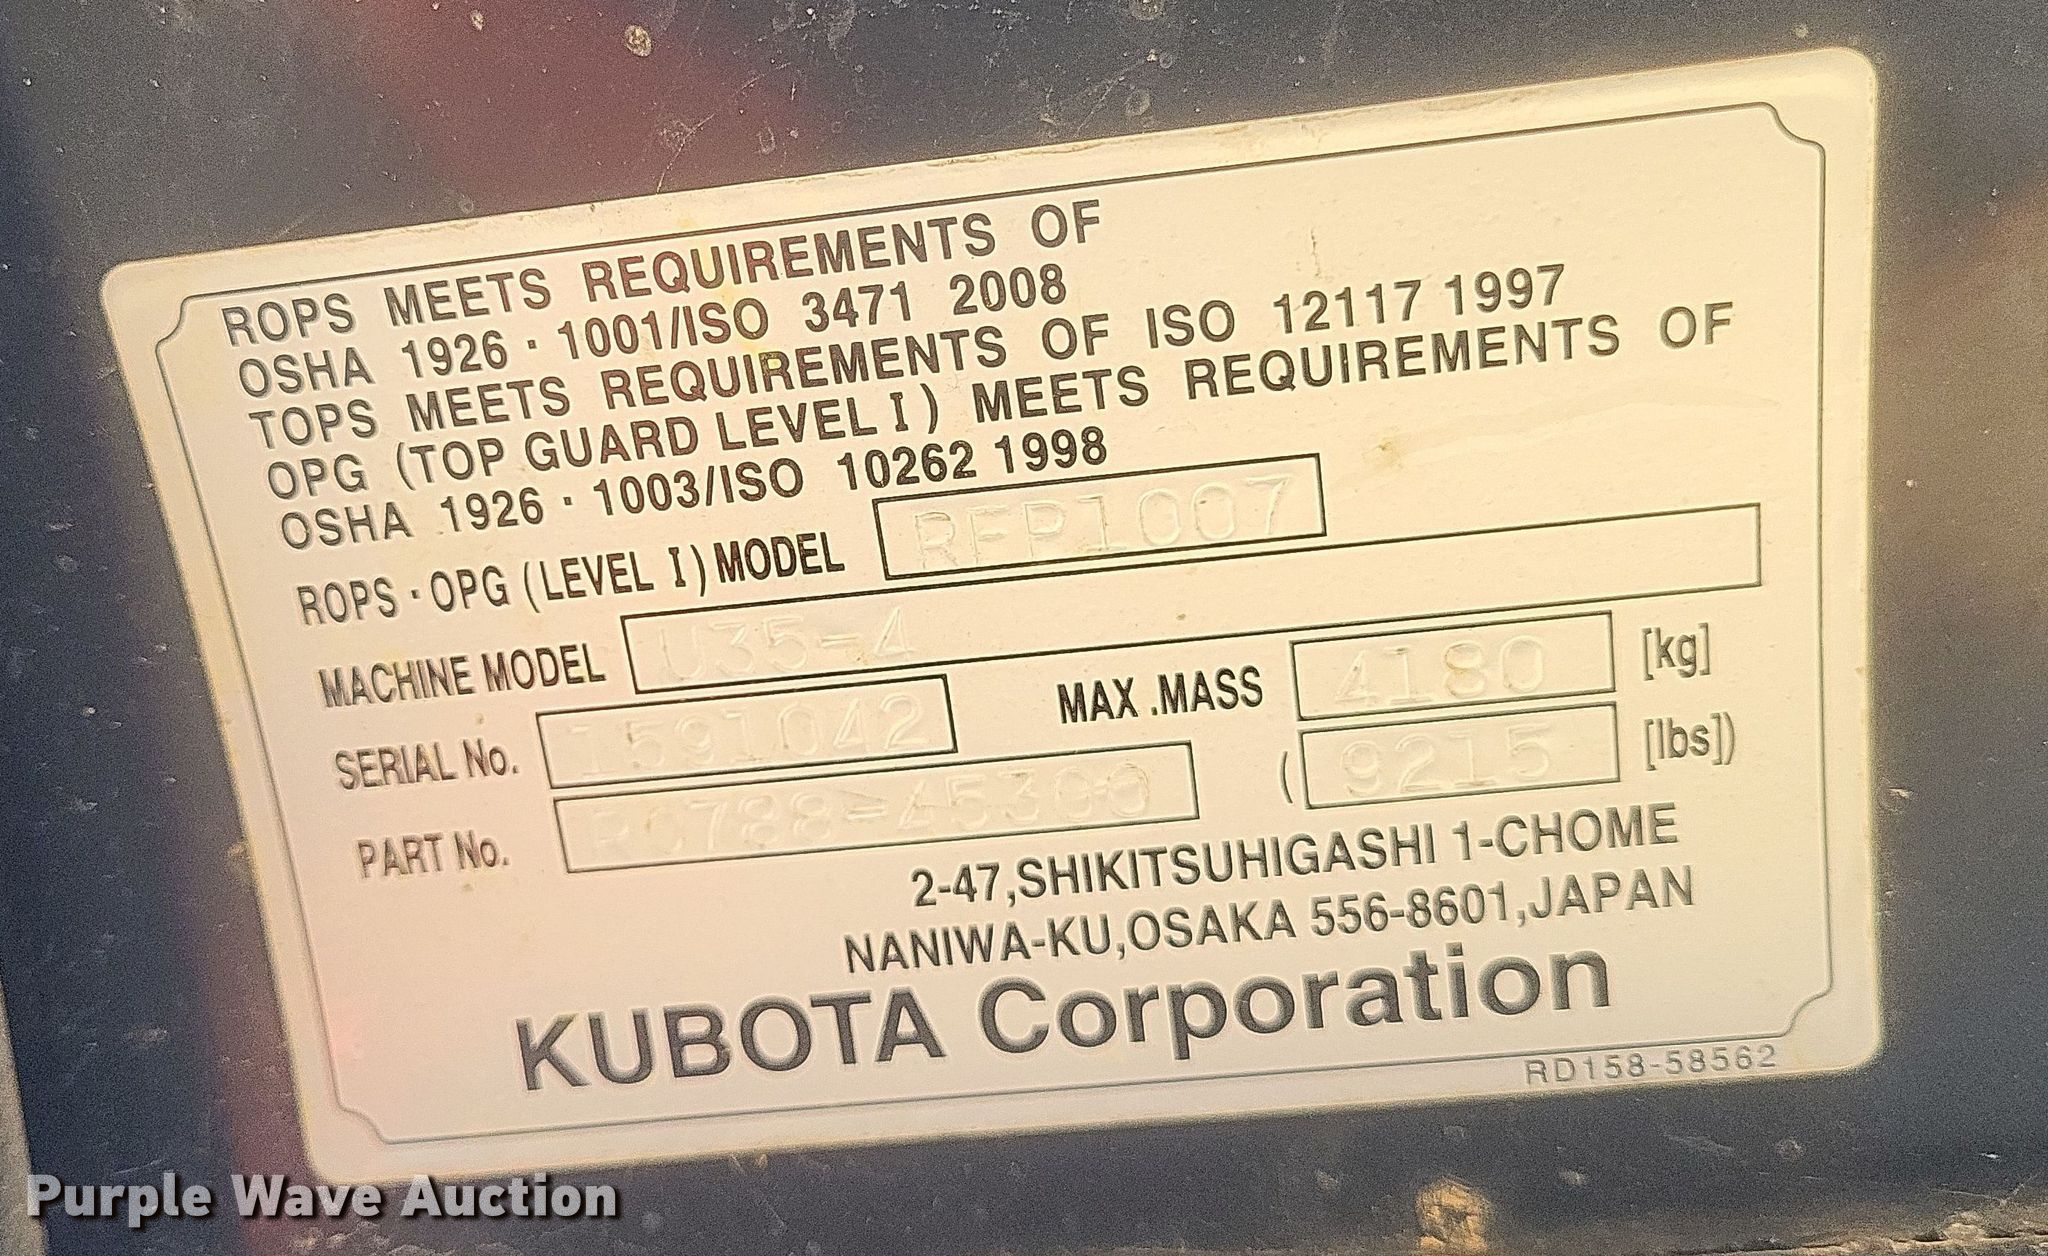 ROPS MEETS REQUIREMENTS OF
OSHA 1926・1001/ISO 3471 2008
TOPS MEETS REQUIREMENTS OF ISO 12117 1997
OPG (TOP GUARD LEVEL I) MEETS REQUIREMENTS OF
OSHA 1926・1003/ISO 10262 1998
ROPS・OPG (LEVEL I) MODEL RFP1007
MACHINE MODEL U35-4
SERIAL No. MAX .MASS 4180 [kg]
PART No. (9215 [lbs])
2-47,SHIKITSUHIGASHI 1-CHOME
NANIWA-KU,OSAKA 556-8601,JAPAN
KUBOTA Corporation
RD158-58562
Purple Wave Auction